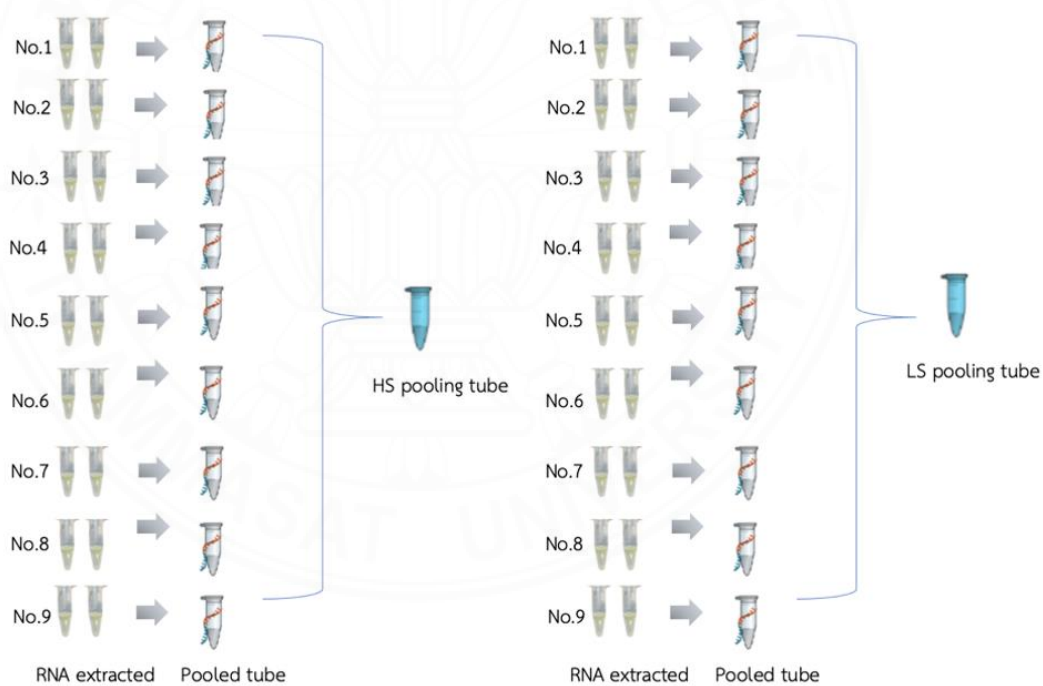 No.1
No.2
No.3
No.4
No.5
No.6
No.7
No.8
No.9
RNA extracted Pooled tube
HS pooling tube
No.1
No.2
No.3
No.4
No.5
No.6
No.7
No.8
No.9
RNA extracted Pooled tube
LS pooling tube
THAMMASAT UNIVERSITY